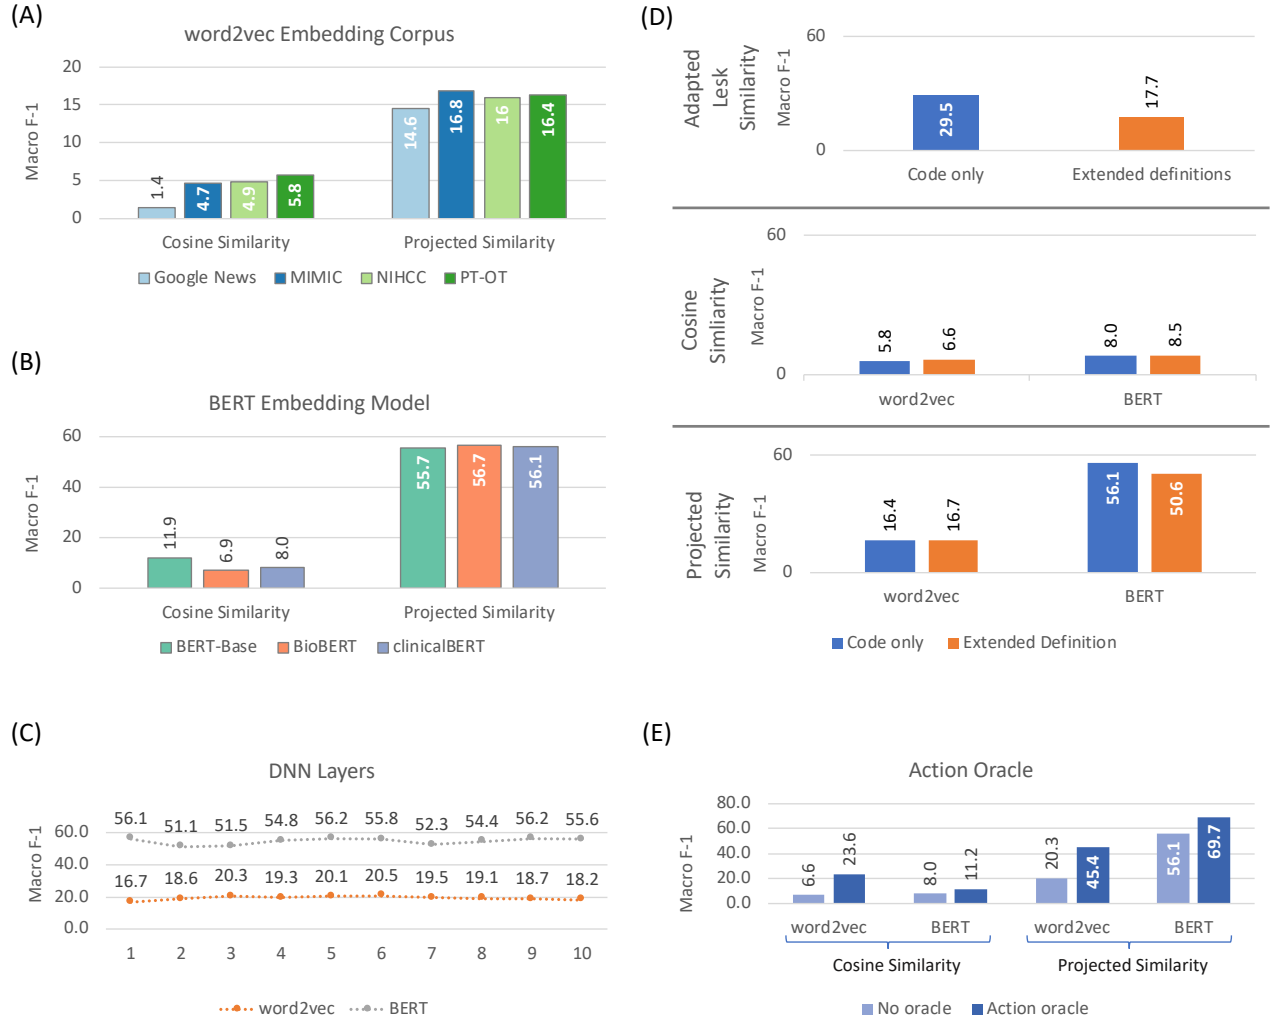 (A)
word2vec Embedding Corpus
Macro F-1
20
15
10
5
0
1.4
4.7
4.9
5.8
14.6
16.8
16
16.4
Cosine Similarity
Projected Similarity
Google News
MIMIC
NIHCC
PT-OT
(B)
BERT Embedding Model
Macro F-1
60
40
20
0
11.9
6.9
8.0
55.7
56.7
56.1
Cosine Similarity
Projected Similarity
BERT-Base
BioBERT
clinicalBERT
(C)
DNN Layers
Macro F-1
60.0
40.0
20.0
0.0
56.1 51.1 51.5 54.8 56.2 55.8 52.3 54.4 56.2 55.6
16.7 18.6 20.3 19.3 20.1 20.5 19.5 19.1 18.7 18.2
1 2 3 4 5 6 7 8 9 10
word2vec
BERT
(D)
Adapted
Lesk
Similarity
Macro F-1
60
0
29.5
17.7
Code only
Extended definitions
Cosine
Simliarity
Macro F-1
60
0
5.8
6.6
8.0
8.5
word2vec
BERT
Projected
Similarity
Macro F-1
60
0
16.4
16.7
56.1
50.6
word2vec
BERT
Code only
Extended Definition
(E)
Action Oracle
Macro F-1
80.0
60.0
40.0
20.0
0.0
6.6
23.6
8.0
11.2
20.3
45.4
56.1
69.7
word2vec
BERT
word2vec
BERT
Cosine Similarity
Projected Similarity
No oracle
Action oracle